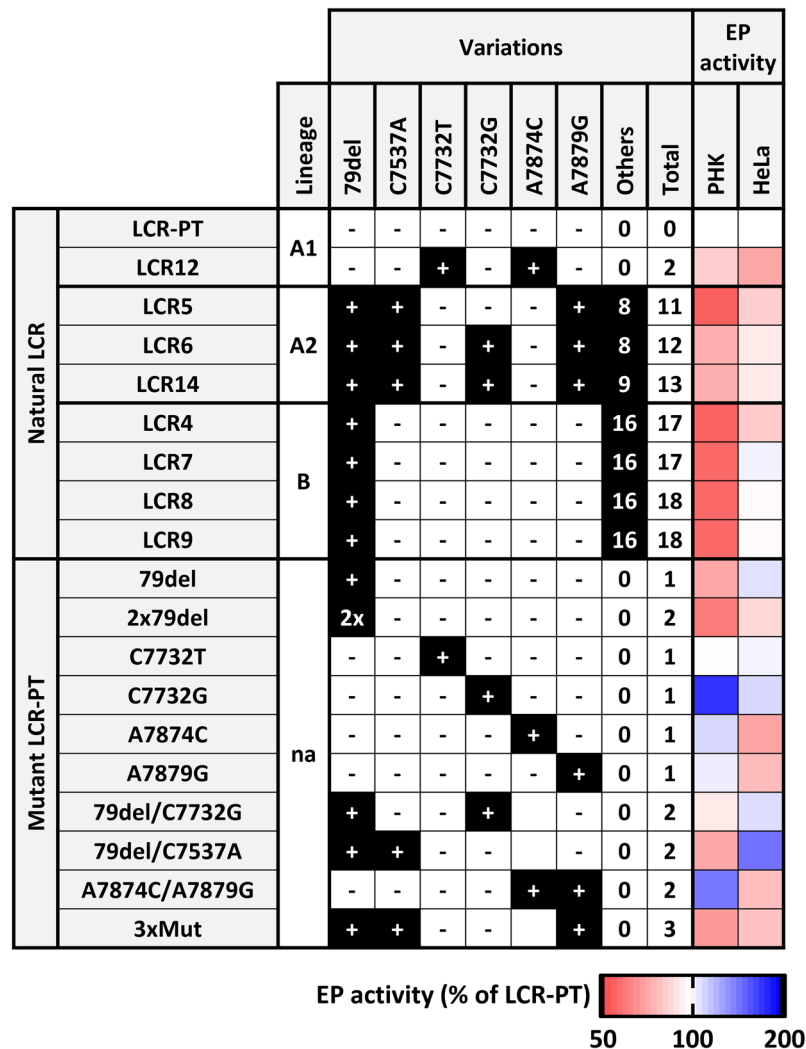 Variations EP activity
Lineage 79del C7537A C7732T C7732G A7874C A7879G Others Total PHK HeLa
Natural LCR
LCR-PT A1 - - - - - - 0 0
LCR12 - - + - + - 0 2
LCR5 A2 + + - - - + 8 11
LCR6 + + - + - + 8 12
LCR14 + + - + - + 9 13
LCR4 B + - - - - - 16 17
LCR7 + - - - - - 16 17
LCR8 + - - - - - 16 18
LCR9 + - - - - - 16 18
Mutant LCR-PT
79del na + - - - - - 0 1
2x79del 2x - - - - - 0 2
C7732T - - + - - - 0 1
C7732G - - - + - - 0 1
A7874C - - - - + - 0 1
A7879G - - - - - + 0 1
79del/C7732G + - - + - 0 2
79del/C7537A + + - - - 0 2
A7874C/A7879G - - - - + + 0 2
3xMut + + - - + 0 3
EP activity (% of LCR-PT)
50 100 200